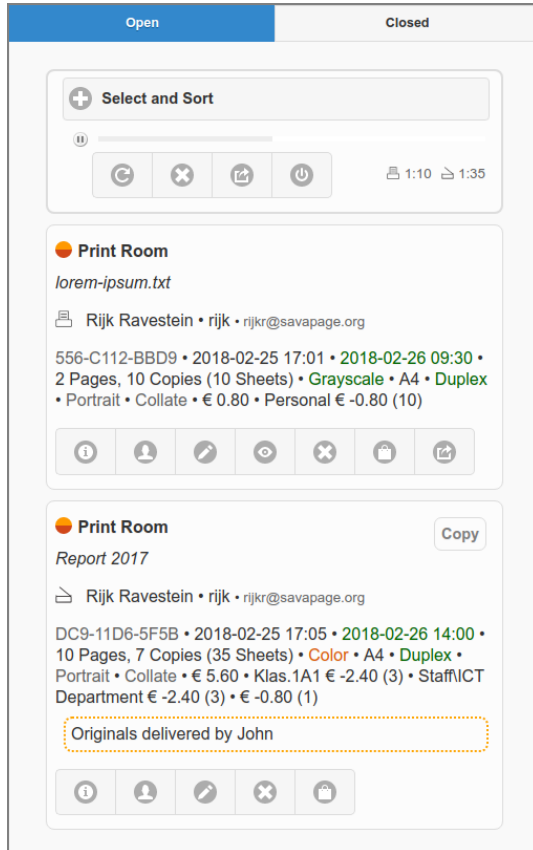 Open
Closed
Select and Sort
1:10 1:35
Print Room
lorem-ipsum.txt
Rijk Ravestein • rijk • rijkr@savapage.org
556-C112-BBD9 • 2018-02-25 17:01 • 2018-02-26 09:30 •
2 Pages, 10 Copies (10 Sheets) • Grayscale • A4 • Duplex
• Portrait • Collate • € 0.80 • Personal € -0.80 (10)
Print Room
Copy
Report 2017
Rijk Ravestein • rijk • rijkr@savapage.org
DC9-11D6-5F5B • 2018-02-25 17:05 • 2018-02-26 14:00 •
10 Pages, 7 Copies (35 Sheets) • Color • A4 • Duplex •
Portrait • Collate • € 5.60 • Klas.1A1 € -2.40 (3) • Staff\ICT
Department € -2.40 (3) • € -0.80 (1)
Originals delivered by John